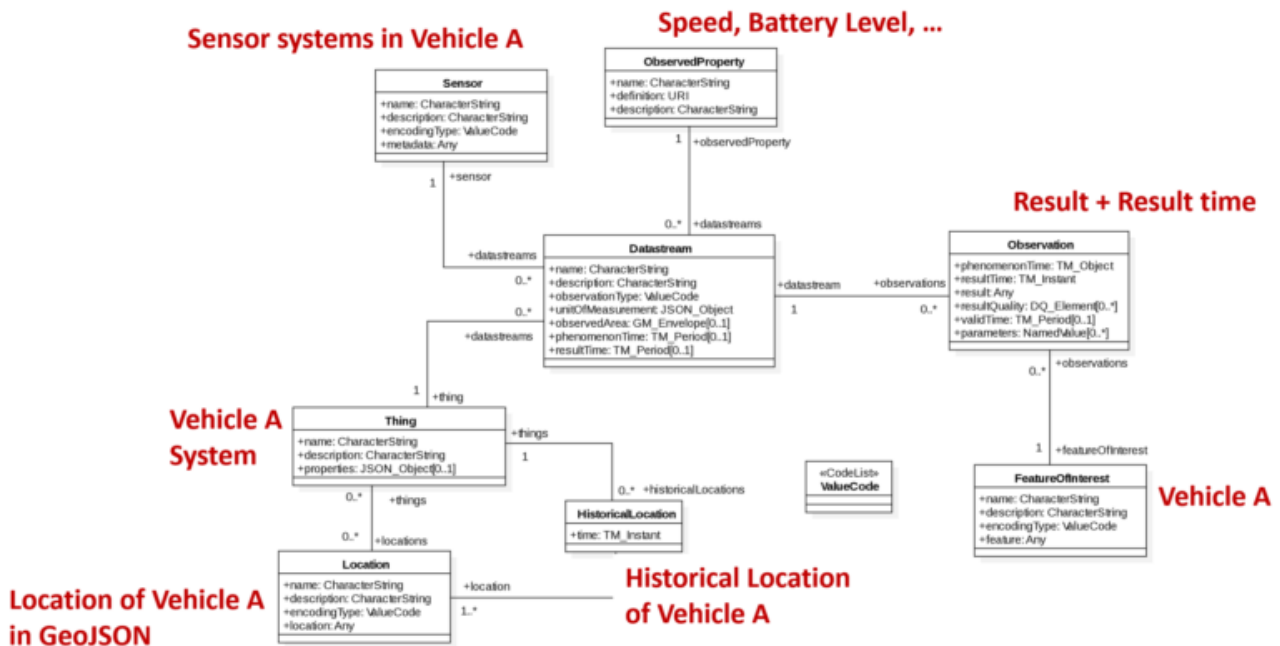 Sensor systems in Vehicle A
Speed, Battery Level, ...
Sensor
+name: CharacterString
+description: CharacterString
+encodingType: ValueCode
+metadata: Any
ObservedProperty
+name: CharacterString
+definition: URI
+description: CharacterString
1
+observedProperty
1
+sensor
Result + Result time
0..*
+datastreams
+datastreams
0..*
Datastream
+name: CharacterString
+description: CharacterString
+observationType: ValueCode
+unitOfMeasurement: JSON_Object
+observedArea: GM_Envelope[0..1]
+phenomenonTime: TM_Period[0..1]
+resultTime: TM_Period[0..1]
+datastream
1
+observations
0..*
Observation
+phenomenonTime: TM_Object
+resultTime: TM_Instant
+result: Any
+resultQuality: DQ_Element[0..*]
+validTime: TM_Period[0..1]
+parameters: NamedValue[0..*]
0..*
+datastreams
+observations
0..*
1
+thing
Vehicle A
System
Thing
+name: CharacterString
+description: CharacterString
+properties: JSON_Object[0..1]
+things
1
1
+featureOfInterest
0..*
+things
0..*
+historicalLocations
«CodeList»
ValueCode
FeatureOfInterest
+name: CharacterString
+description: CharacterString
+encodingType: ValueCode
+feature: Any
Vehicle A
HistoricalLocation
+time: TM_Instant
0..*
+locations
Location
+name: CharacterString
+description: CharacterString
+encodingType: ValueCode
+location: Any
+location
1..*
Location of Vehicle A
in GeoJSON
Historical Location
of Vehicle A